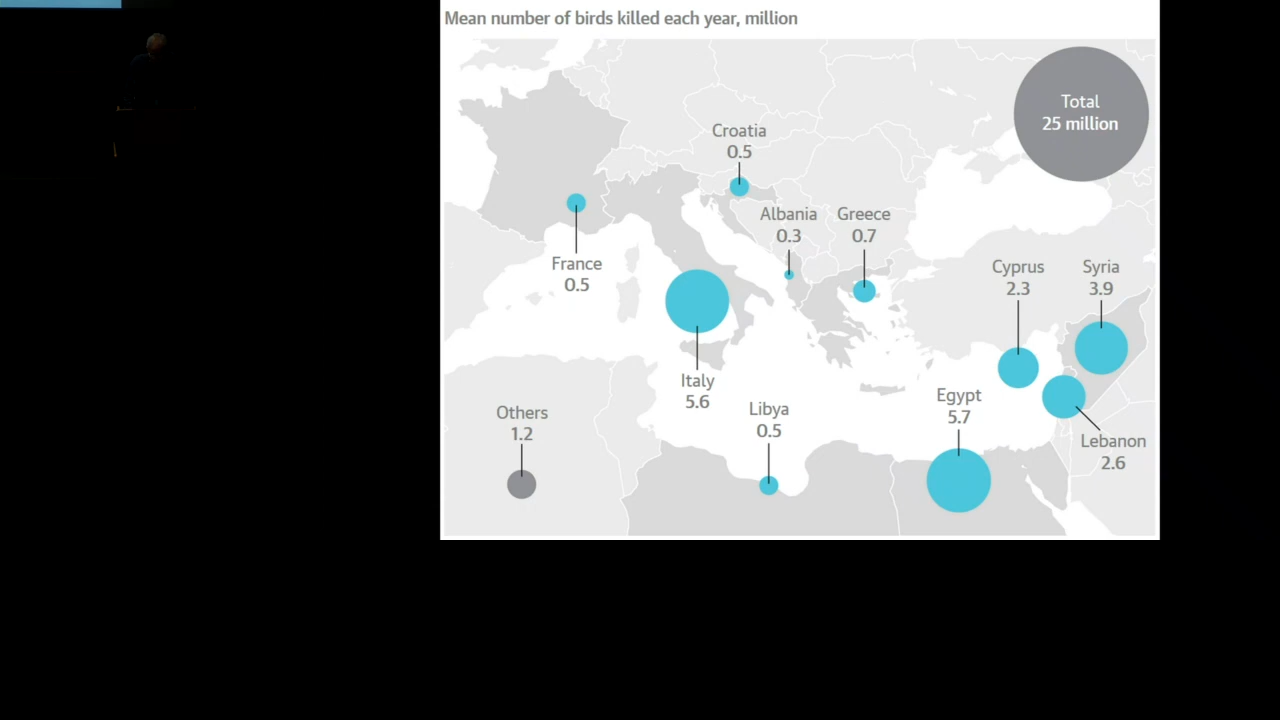 Mean number of birds killed each year, million
Total
25 million
Croatia
0.5
Albania
0.3
Greece
0.7
France
0.5
Cyprus
2.3
Syria
3.9
Italy
5.6
Egypt
5.7
Others
1.2
Libya
0.5
Lebanon
2.6